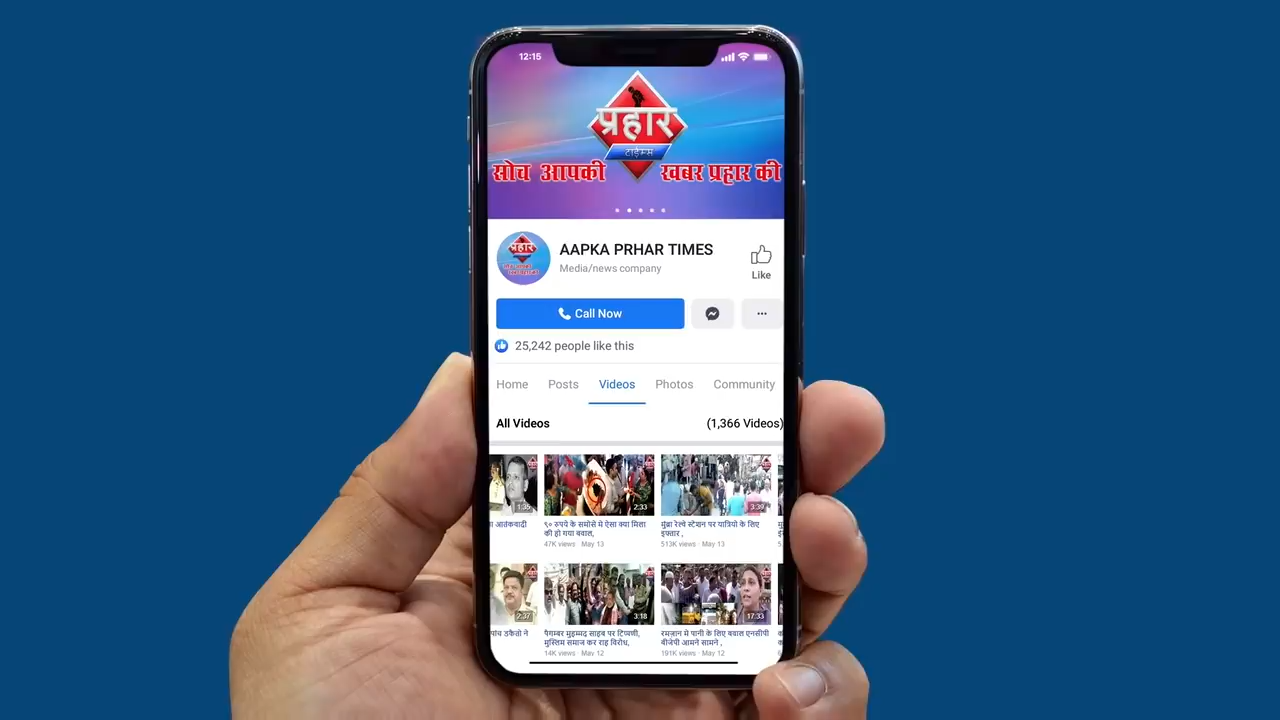 12:15
प्रहार
टाईम्स
सोच आपकी खबर प्रहार की
प्रहार
AAPKA PRHAR TIMES
Media/news company
Like
Call Now
25,242 people like this
Home Posts Videos Photos Community
All Videos (1,366 Videos)
1:35 2:33 3:39
आतंकवादी
९० रुपये के समोसे मे ऐसा क्या मिला
की हो गया बवाल,
47K views · May 13
मुंब्रा रेल्वे स्टेशन पर यात्रियो के लिए
इफ्तार ,
513K views · May 13
2:37 3:18 17:33
पांच डकैतो ने
पैगम्बर मुहम्मद साहब पर टिप्पणी,
मुस्लिम समाज कर राह विरोध,
14K views · May 12
रमज़ान मे पानी के लिए बवाल एनसीपी
बीजेपी आमने सामने ,
191K views · May 12